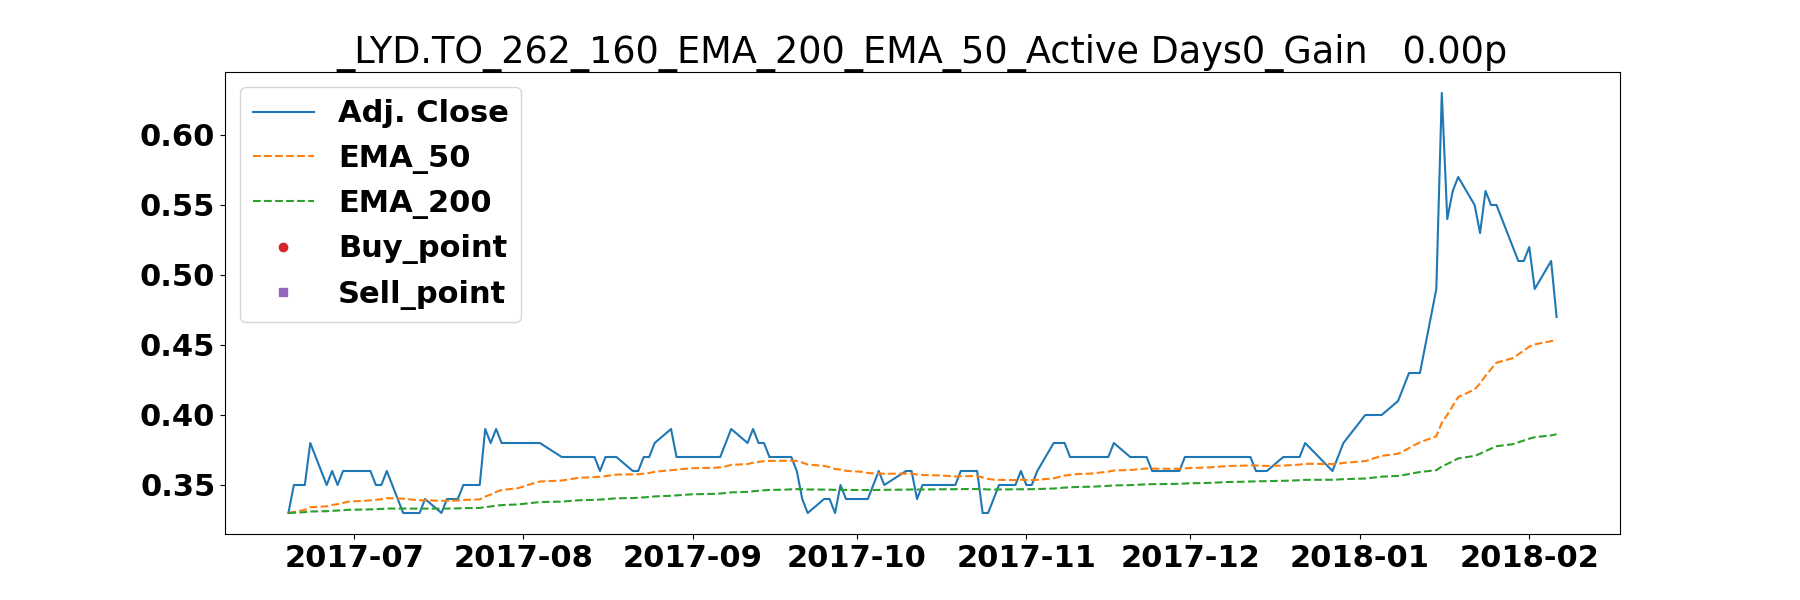 _LYD.TO_262_160_EMA_200_EMA_50_Active Days0_Gain   0.00p
Adj. Close
EMA_50
EMA_200
Buy_point
Sell_point
0.60
0.55
0.50
0.45
0.40
0.35
2017-07 2017-08 2017-09 2017-10 2017-11 2017-12 2018-01 2018-02